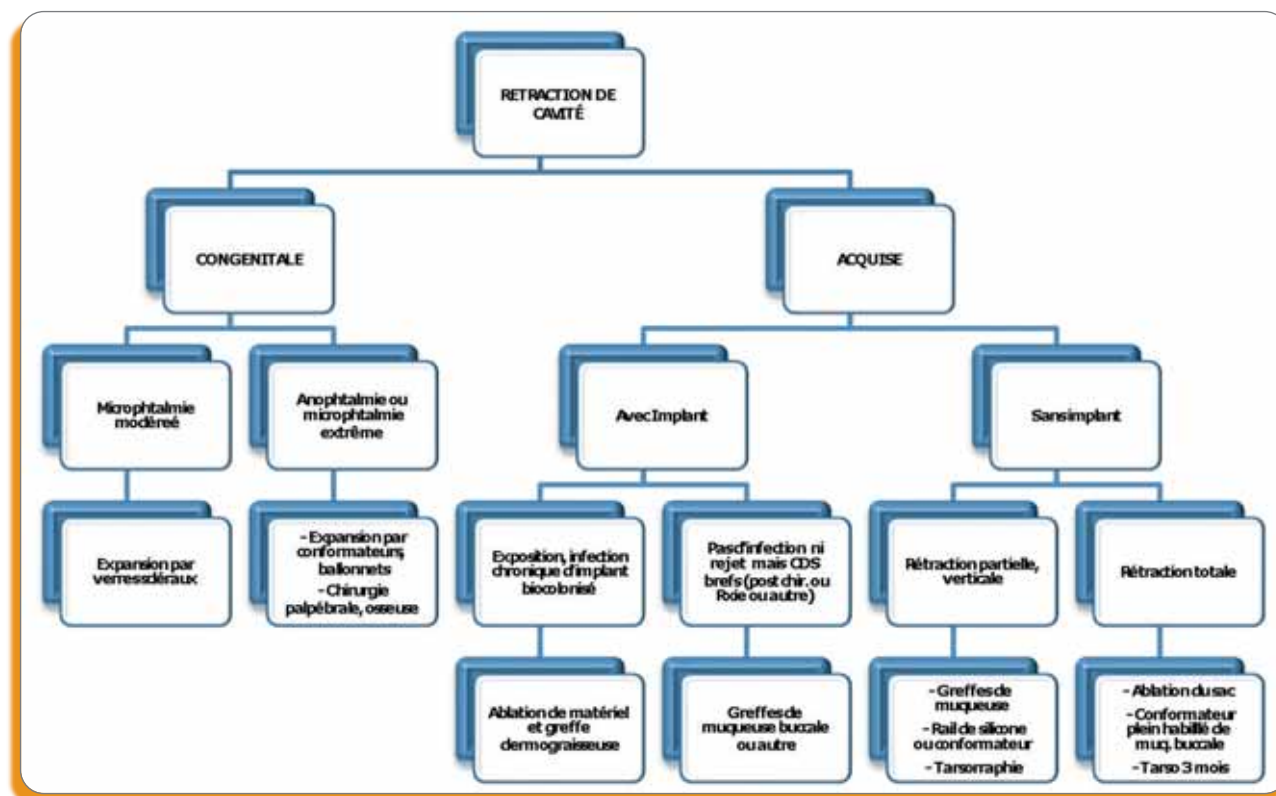 RETRACTION DE
CAVITÉ
CONGENITALE
ACQUISE
Microphtalmie
modéreé
Anophtalmie ou
microphtalmie
extrême
Avec Implant
Sans implant
Expansion par
verres scléraux
- Expansion par
conformateurs,
ballonnets
- Chirurgie
palpébrale, osseuse
Exposition, infection
chronique d'implant
biocolonisé
Pas d'infection ni
rejet mais CDS
brefs (post chir. ou
Rxie ou autre)
Rétraction partielle,
verticale
Rétraction totale
Ablation de matériel
et greffe
dermograisseuse
Greffes de
muqueuse buccale
ou autre
- Greffes de
muqueuse
- Rail de silicone
ou conformateur
- Tarsorraphie
- Ablation du sac
- Conformateur
plein habillé de
muq. buccale
- Tarso 3 mois